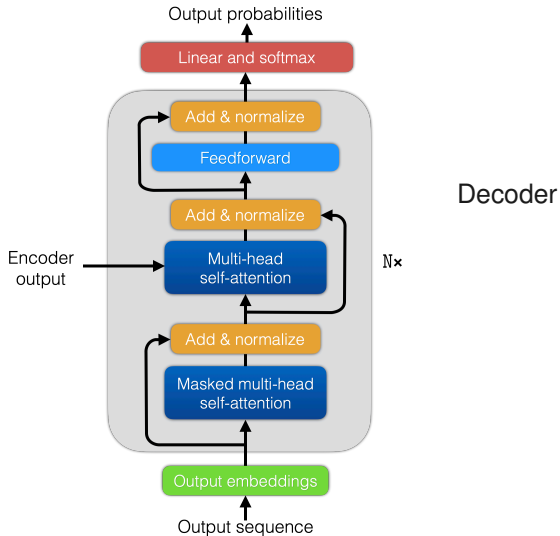 Output probabilities
Linear and softmax
Add & normalize
Feedforward
Add & normalize
Encoder
output
Multi-head
self-attention
Add & normalize
Masked multi-head
self-attention
Output embeddings
Output sequence
Decoder
N×